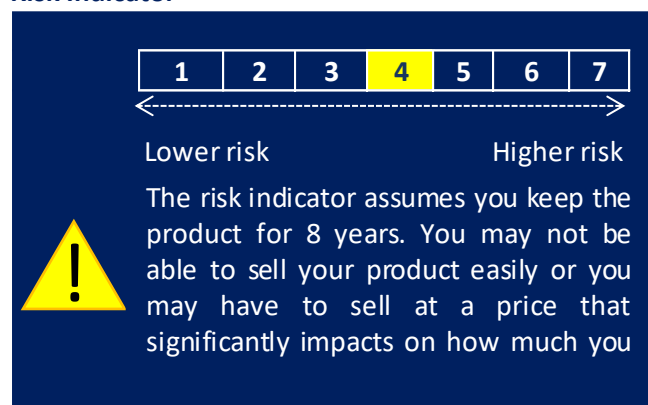 1 2 3 4 5 6 7
Lower risk Higher risk
The risk indicator assumes you keep the
product for 8 years. You may not be
able to sell your product easily or you
! may have to sell at a price that
significantly impacts on how much you